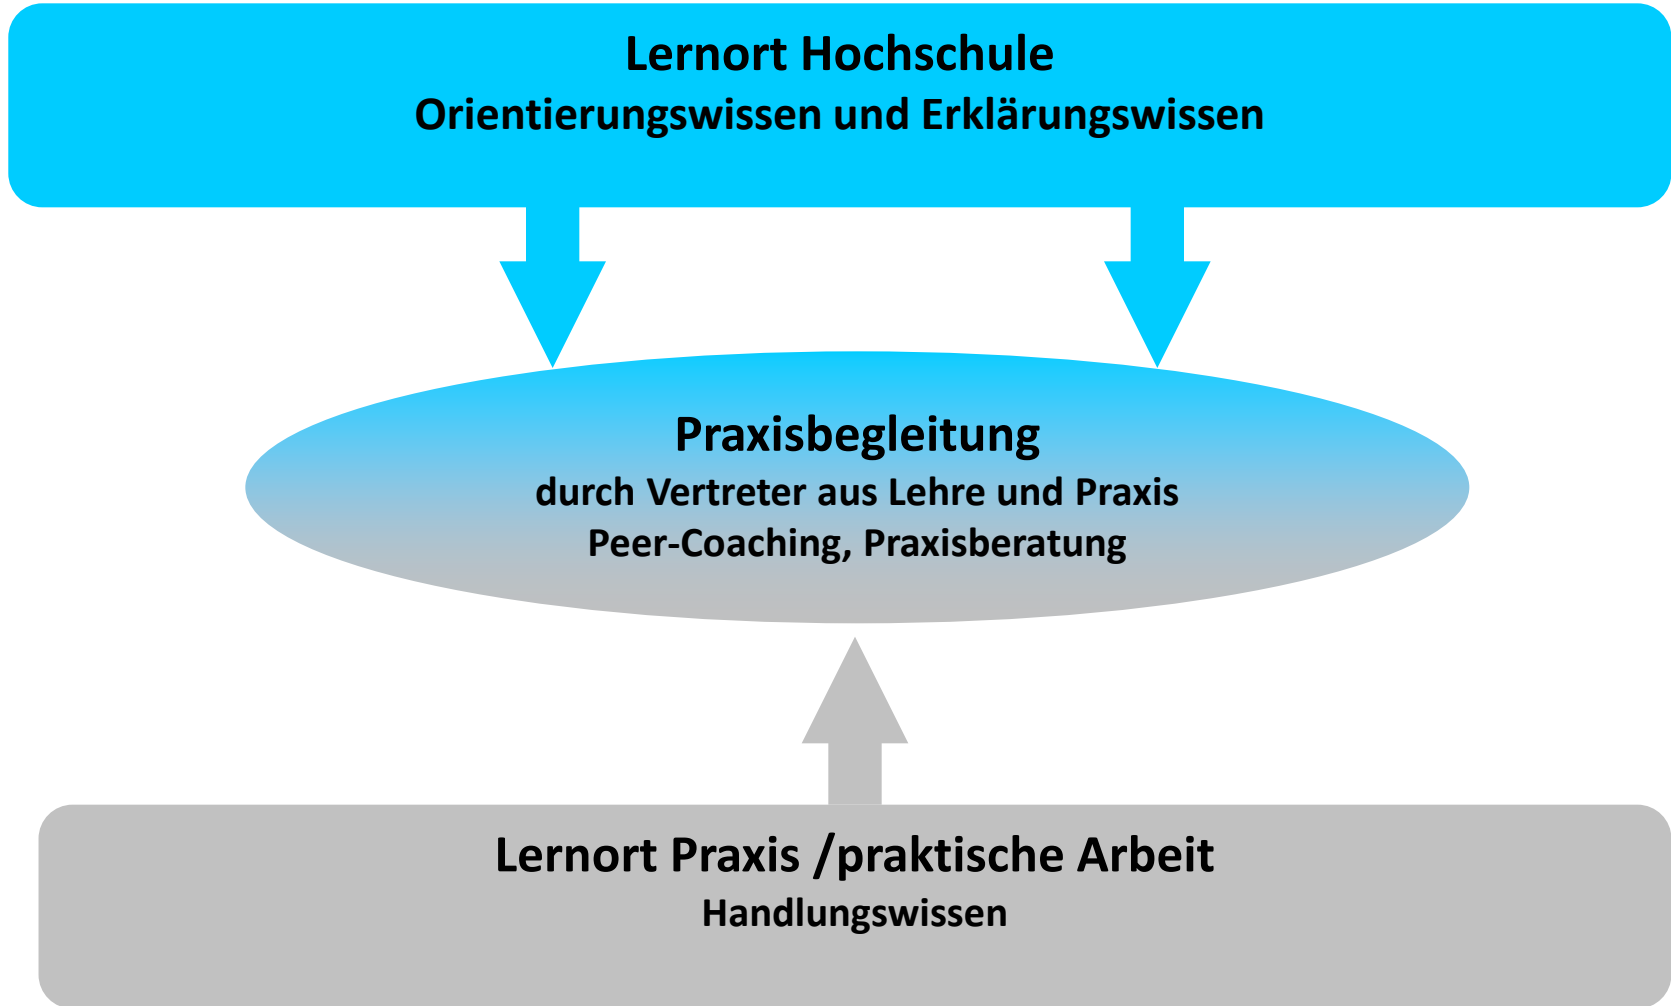 Lernort Hochschule
Orientierungswissen und Erklärungswissen
Praxisbegleitung
durch Vertreter aus Lehre und Praxis
Peer-Coaching, Praxisberatung
Lernort Praxis /praktische Arbeit
Handlungswissen